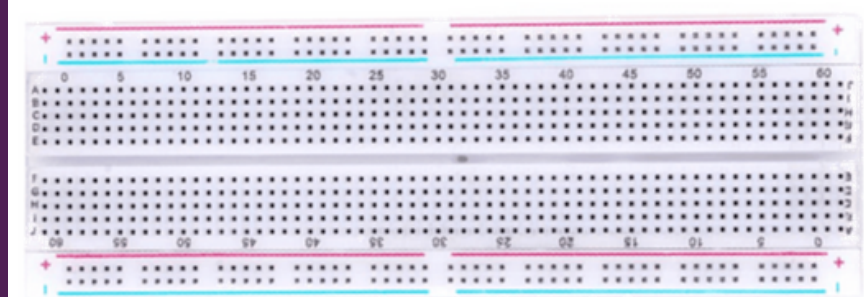 + +
- -
0 5 10 15 20 25 30 35 40 45 50 55 60
A J
B I
C H
D G
E F
F E
G D
H C
I B
J A
60 55 50 45 40 35 30 25 20 15 10 5 0
+ +
- -